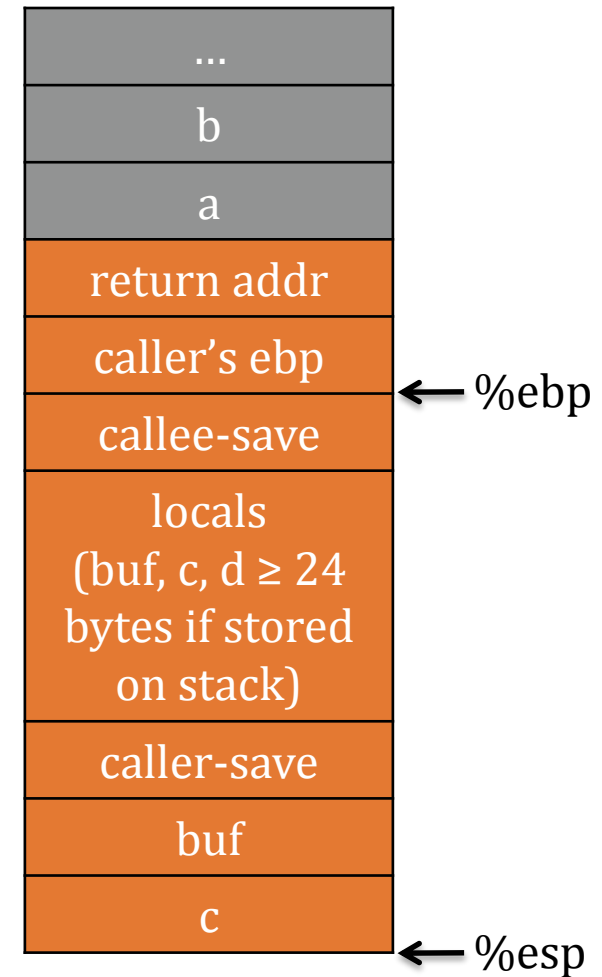 ...
b
a
return addr
caller's ebp
%ebp
callee-save
locals
(buf, c, d ≥ 24
bytes if stored
on stack)
caller-save
buf
c
%esp